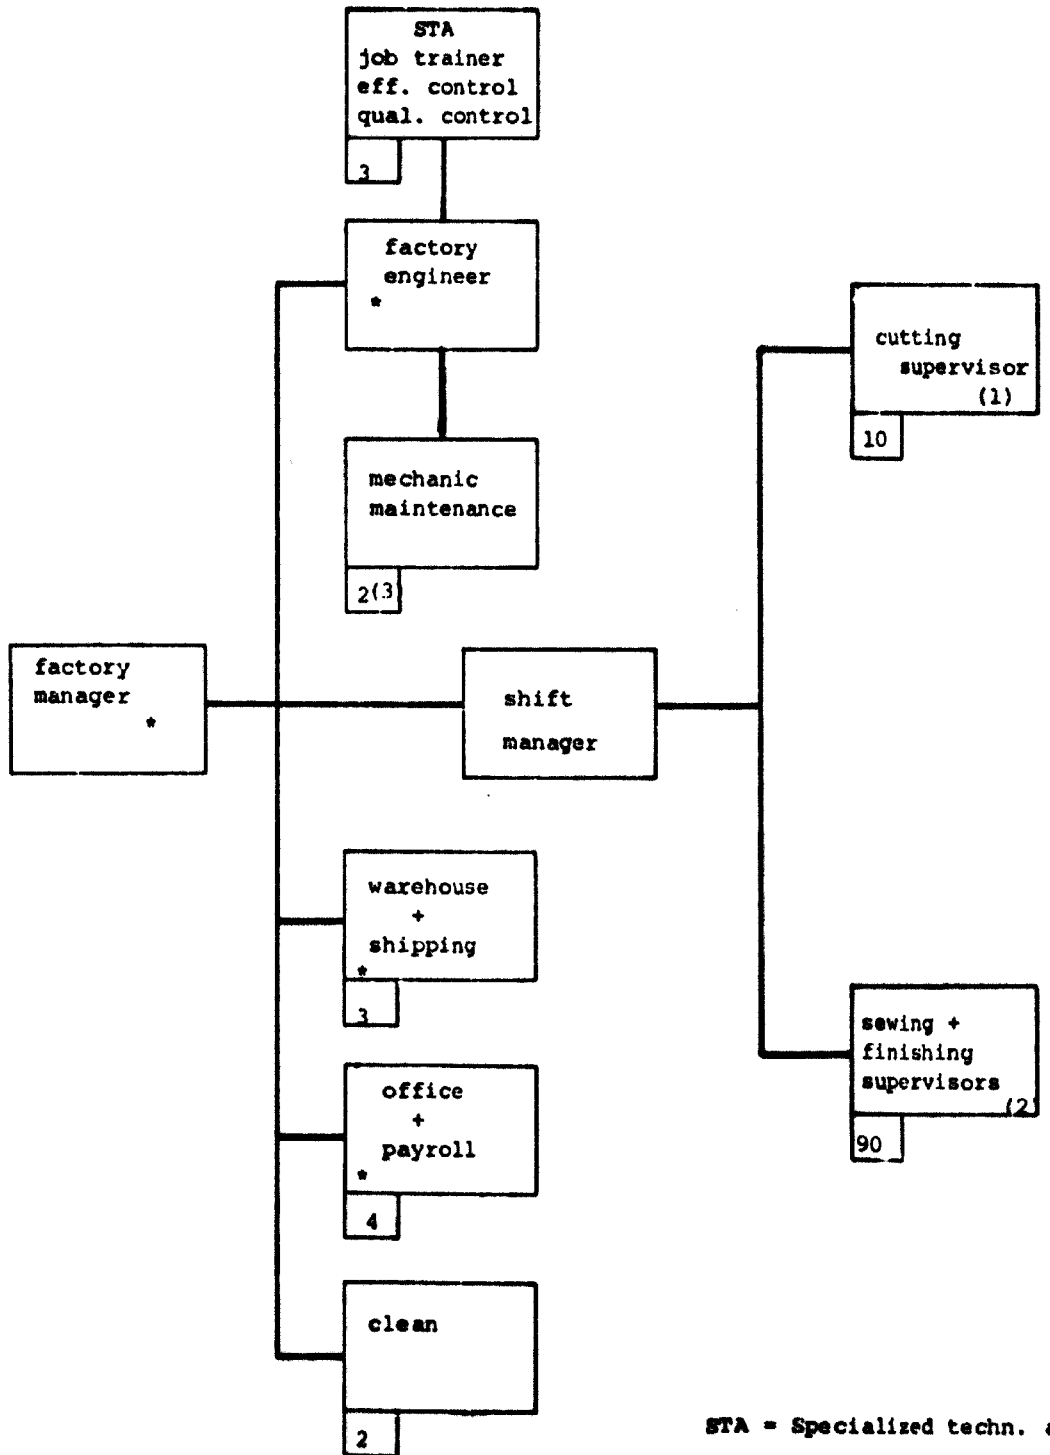 STA
job trainer
eff. control
qual. control
3
factory
engineer
*
cutting
supervisor
(1)
10
mechanic
maintenance
2(3
factory
manager
*
shift
manager
warehouse
+
shipping
*
3
sewing +
finishing
supervisors
(2)
90
office
+
payroll
*
4
clean
2
STA = Specialized techn.